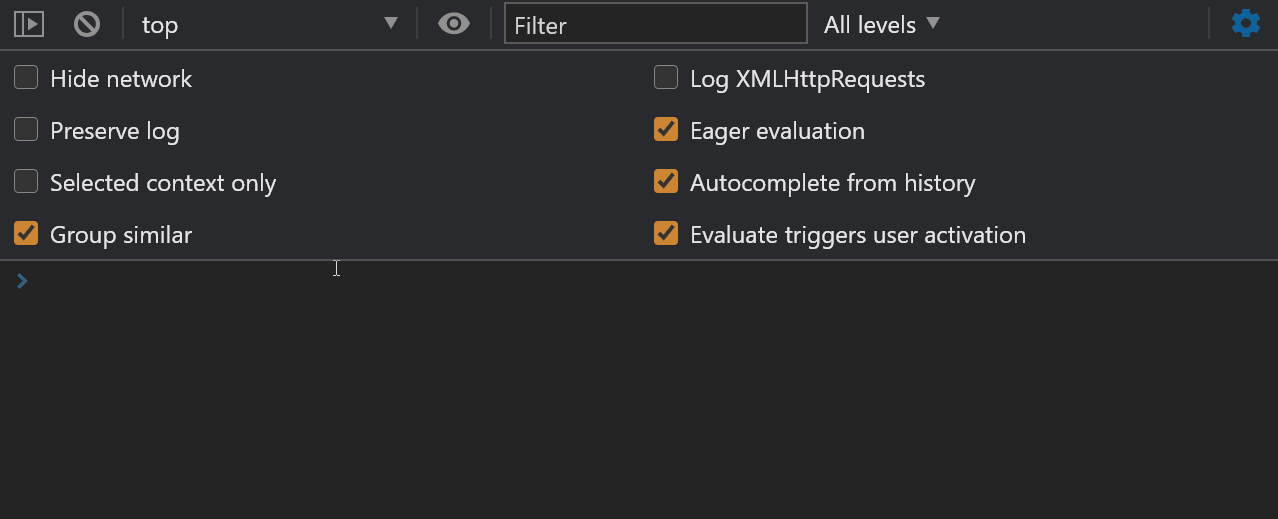 top Filter All levels
Hide network Log XMLHttpRequests
Preserve log Eager evaluation
Selected context only Autocomplete from history
Group similar Evaluate triggers user activation